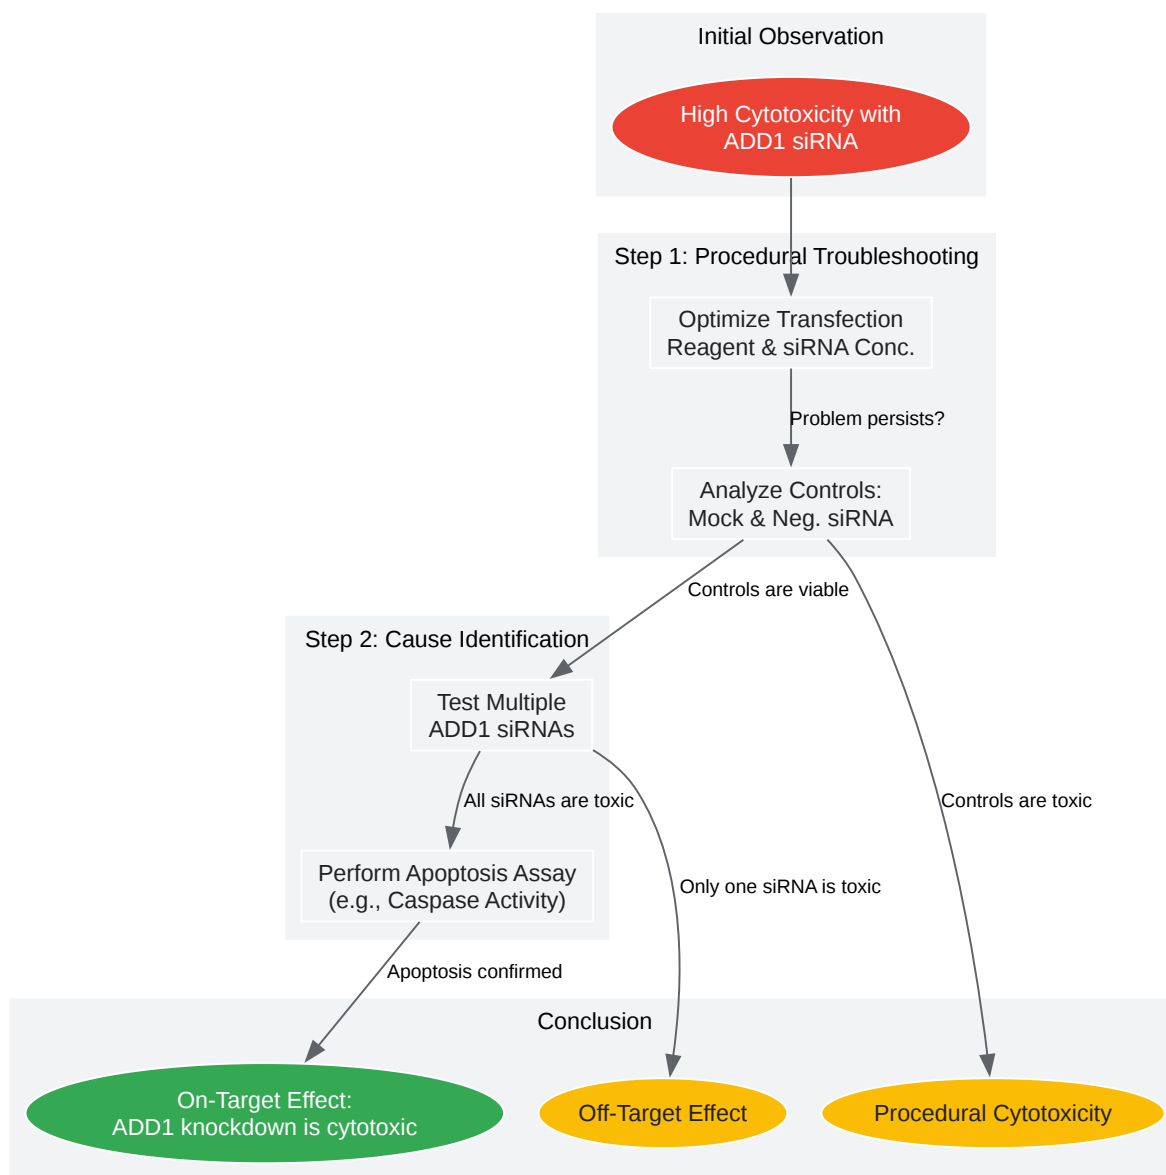 Initial Observation
High Cytotoxicity with
ADD1 siRNA
Step 1: Procedural Troubleshooting
Optimize Transfection
Reagent & siRNA Conc.
Problem persists?
Analyze Controls:
Mock & Neg. siRNA
Controls are viable
Step 2: Cause Identification
Test Multiple
ADD1 siRNAs
All siRNAs are toxic
Controls are toxic
Perform Apoptosis Assay
(e.g., Caspase Activity)
Only one siRNA is toxic
Apoptosis confirmed
Conclusion
On-Target Effect:
ADD1 knockdown is cytotoxic
Off-Target Effect
Procedural Cytotoxicity